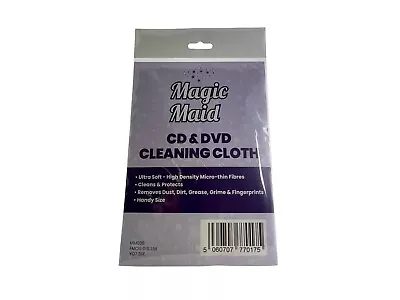 Magic
Maid
CD & DVD
CLEANING CLOTH
• Ultra Soft - High Density Micro-thin Fibres
• Cleans & Protects
• Removes Dust, Dirt, Grease, Grime & Fingerprints
• Handy Size
5 060707 770175